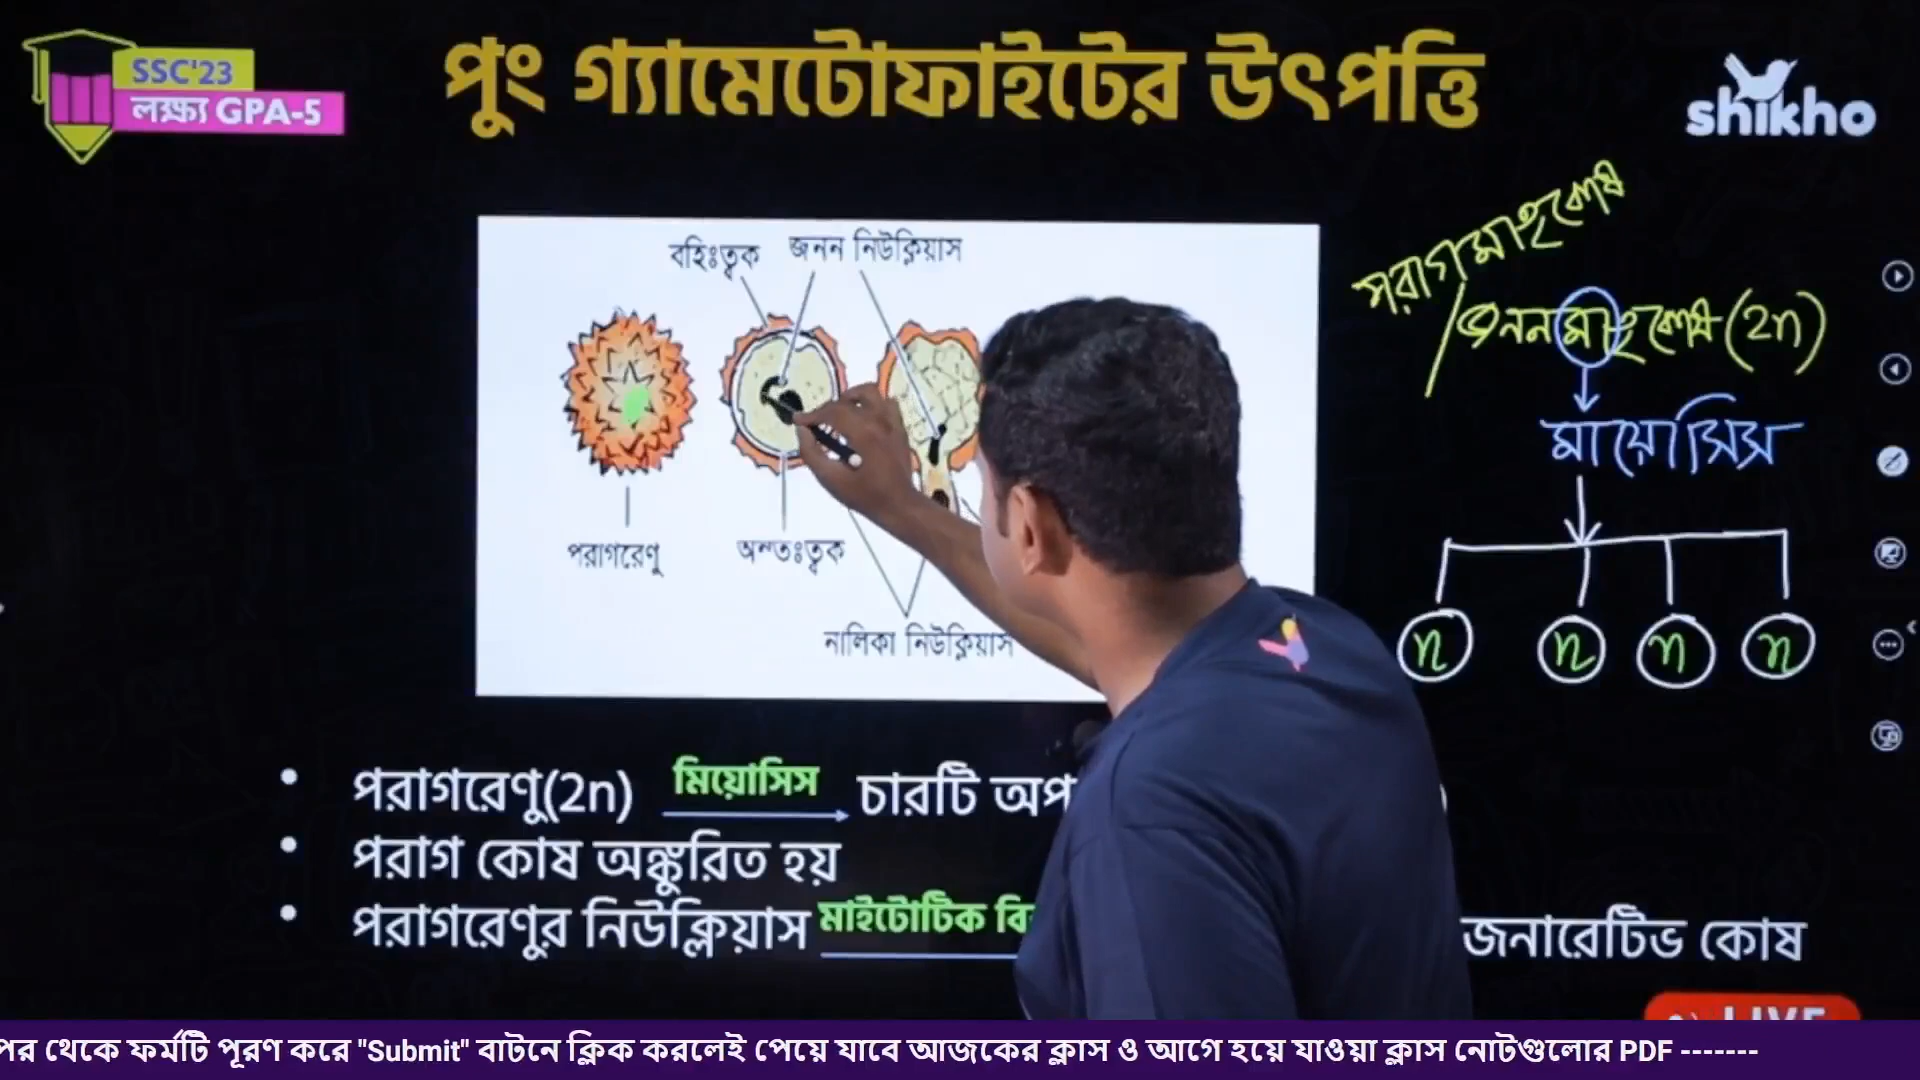 SSC'23
লক্ষ্য GPA-5
পুং গ্যামেটোফাইটের উৎপত্তি
shikho
বহিঃত্বক জনন নিউক্লিয়াস
পরাগরেণু
অন্তঃত্বক
নালিকা নিউক্লিয়াস
পরাগমাতৃকোষ
/জনন মাতৃকোষ (2n)
মায়োসিস
n n n n
• পরাগরেণু(2n) মিয়োসিস চারটি
• পরাগ কোষ অঙ্কুরিত হয়
• পরাগরেণুর নিউক্লিয়াস মাইটোটিক জনারেটিভ কোষ
LIVE
পর থেকে ফর্মটি পূরণ করে "Submit" বাটনে ক্লিক করলেই পেয়ে যাবে আজকের ক্লাস ও আগে হয়ে যাওয়া ক্লাস নোটগুলোর PDF -------